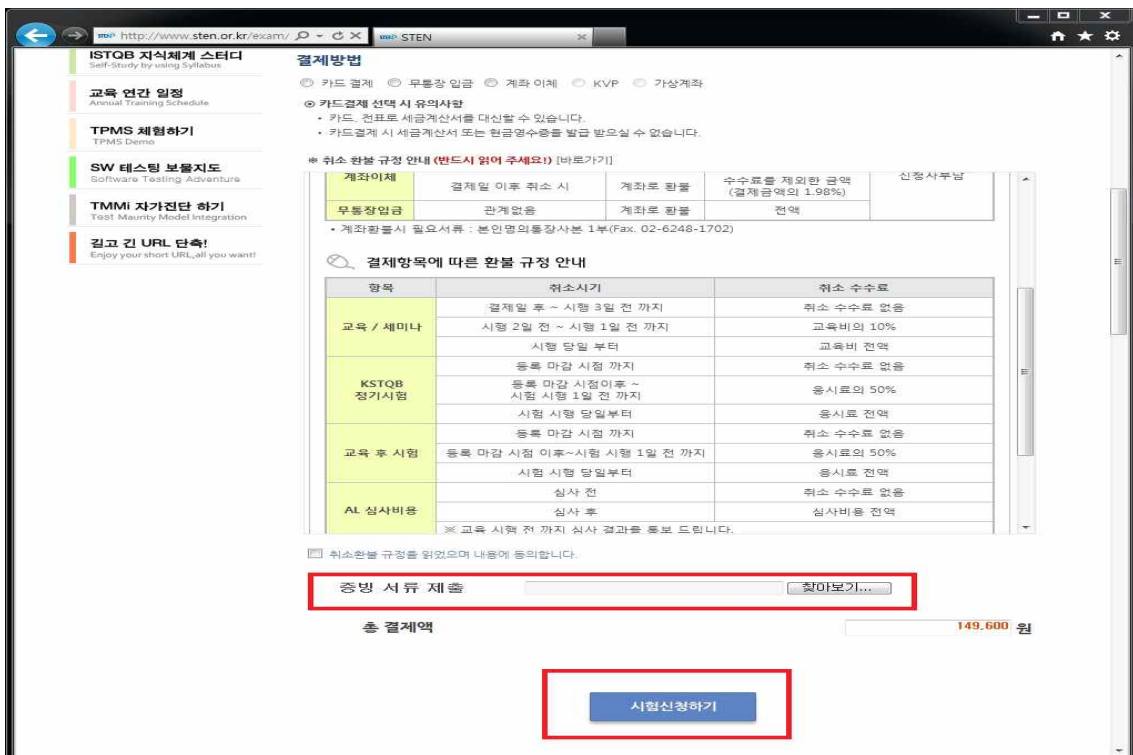 http://www.sten.or.kr/exam/
STEN
ISTQB 지식체계 스터디
Self-Study by using Syllabus
교육 연간 일정
Annual Training Schedule
TPMS 체험하기
TPMS Demo
SW 테스팅 보물지도
Software Testing Adventure
TMMi 자가진단 하기
Test Maurity Model Integration
길고 긴 URL 단축!
Enjoy your short URL,all you want!
결제방법
카드 결제 무통장 입금 계좌 이체 KVP 가상계좌
⊙ 카드결제 선택 시 유의사항
• 카드. 전표로 세금계산서를 대신할 수 있습니다.
• 카드결제 시 세금계산서 또는 현금영수증을 발급 받으실 수 없습니다.
※ 취소 환불 규정 안내 (반드시 읽어 주세요!) [바로가기]
계좌이체 결제일 이후 취소 시 계좌로 환불 수수료를 제외한 금액 신청자부담
(결제금액의 1.98%)
무통장입금 관계없음 계좌로 환불 전액
• 계좌환불시 필요서류 : 본인명의통장사본 1부(Fax. 02-6248-1702)
결제항목에 따른 환불 규정 안내
항목 취소시기 취소 수수료
교육 / 세미나 결제일 후 ~ 시행 3일 전 까지 취소 수수료 없음
시행 2일 전 ~ 시행 1일 전 까지 교육비의 10%
시행 당일 부터 교육비 전액
KSTQB
정기시험
등록 마감 시점 까지 취소 수수료 없음
등록 마감 시점이후 ~
시험 시행 1일 전 까지 응시료의 50%
시험 시행 당일부터 응시료 전액
교육 후 시험 등록 마감 시점 까지 취소 수수료 없음
등록 마감 시점 이후~시험 시행 1일 전 까지 응시료의 50%
시험 시행 당일부터 응시료 전액
AL 심사비용 심사 전 취소 수수료 없음
심사 후 심사비용 전액
※ 교육 시행 전 까지 심사 결과를 통보 드립니다.
취소환불 규정을 읽었으며 내용에 동의합니다.
증빙 서류 제출 찾아보기...
총 결제액 149,600 원
시험신청하기